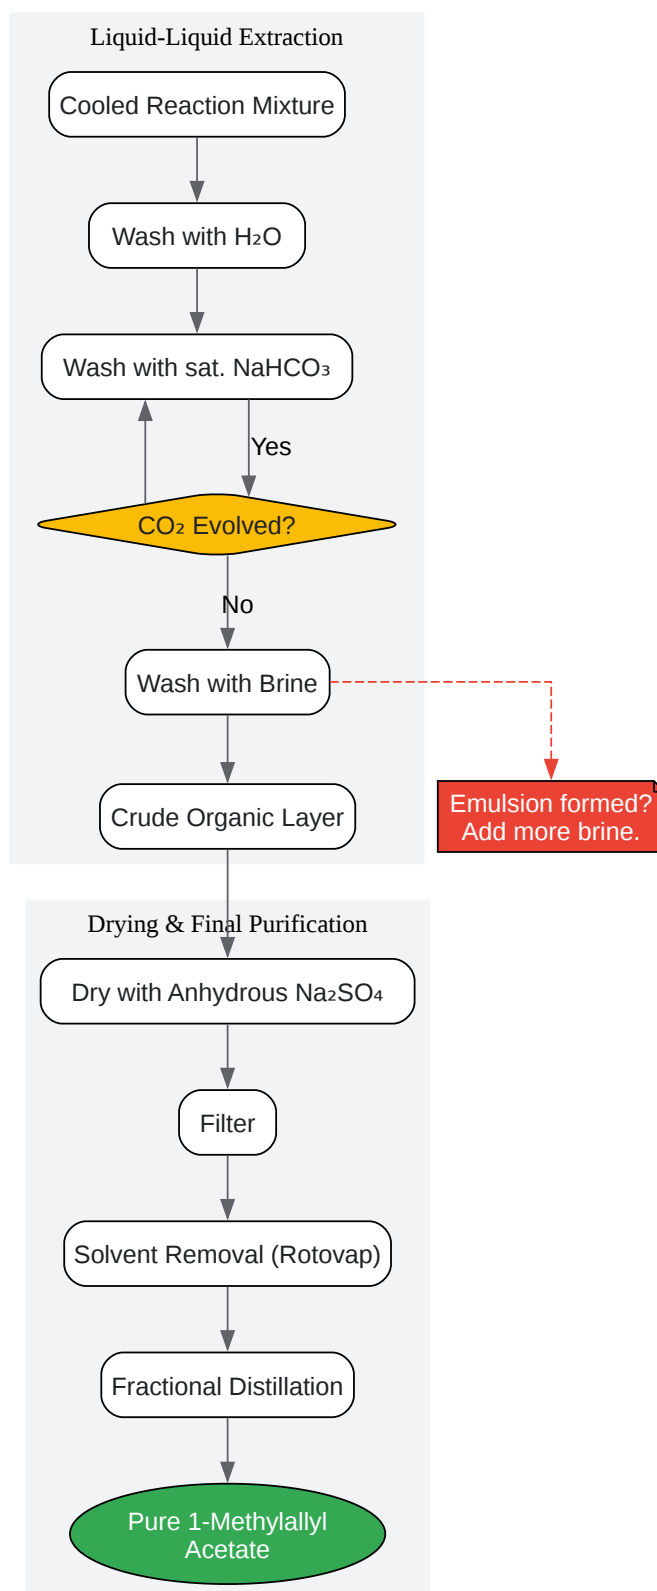 Liquid-Liquid Extraction
Cooled Reaction Mixture
Wash with H₂O
Wash with sat. NaHCO₃
Yes
CO₂ Evolved?
No
Wash with Brine
Crude Organic Layer
Emulsion formed?
Add more brine.
Drying & Final Purification
Dry with Anhydrous Na₂SO₄
Filter
Solvent Removal (Rotovap)
Fractional Distillation
Pure 1-Methylallyl
Acetate